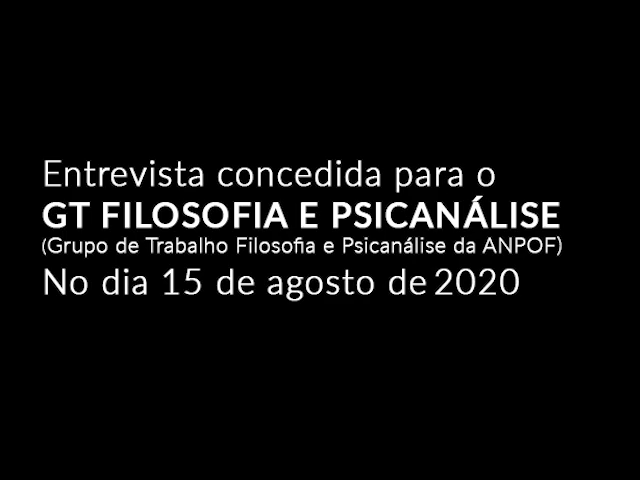 Entrevista concedida para o
GT FILOSOFIA E PSICANÁLISE
(Grupo de Trabalho Filosofia e Psicanálise da ANPOF)
No dia 15 de agosto de 2020